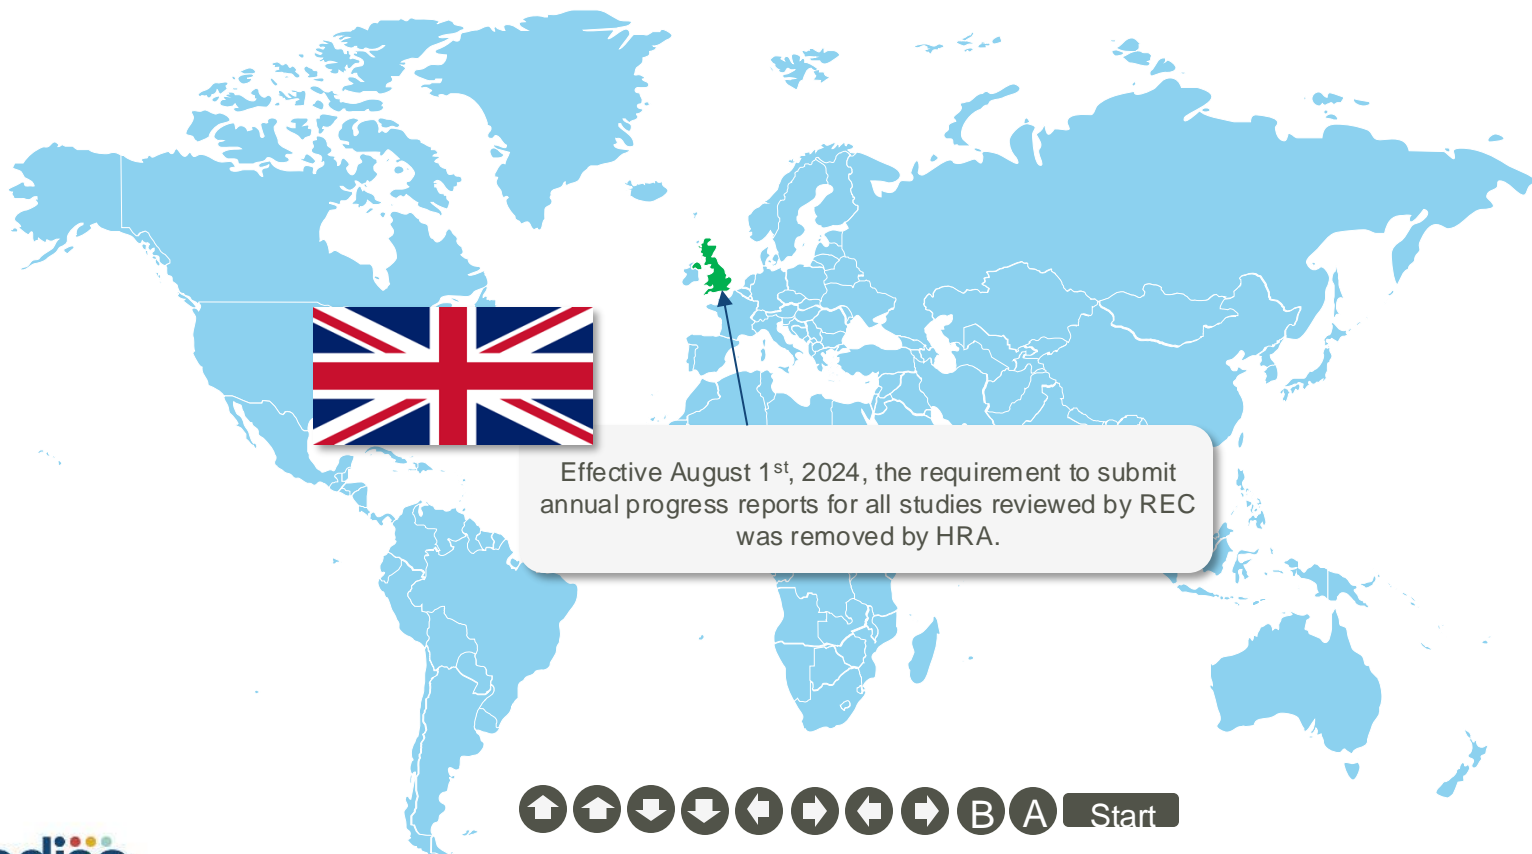 Effective August 1st, 2024, the requirement to submit
annual progress reports for all studies reviewed by REC
was removed by HRA.
B A Start